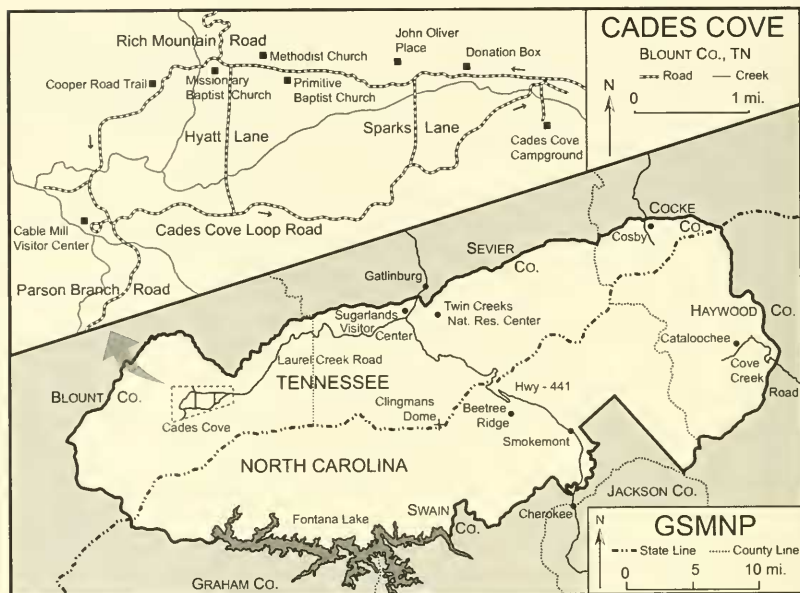 CADES COVE
BLOUNT CO., TN
Road
Creek
N
0
1 mi.
Rich Mountain Road
Methodist Church
John Oliver
Place
Donation Box
Cooper Road Trail
Missionary
Baptist Church
Primitive
Baptist Church
Hyatt Lane
Sparks Lane
Cades Cove
Campground
Cable Mill
Visitor Center
Cades Cove Loop Road
Parson Branch Road
COCKE
CO.
Cosby
SEVIER
CO.
Gatlinburg
Sugarlands
Visitor
Center
Twin Creeks
Nat. Res. Center
HAYWOOD
CO.
Cataloochee
Cove
Creek
Road
Laurel Creek Road
TENNESSEE
BLOUNT CO.
Cades Cove
Clingmans
Dome
Hwy - 441
Beetree
Ridge
Smokemont
NORTH CAROLINA
Fontana Lake
SWAIN
CO.
Cherokee
JACKSON CO.
GRAHAM CO.
N
GSMNP
State Line
County Line
0
5
10 mi.